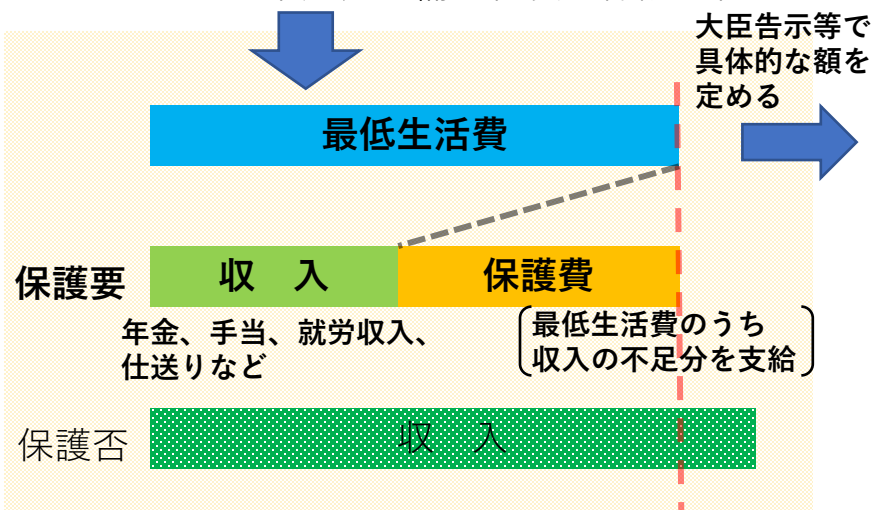 大臣告示等で
具体的な額を
定める
最低生活費
保護要
収　入
保護費
年金、手当、就労収入、
仕送りなど
最低生活費のうち
収入の不足分を支給
保護否
収　入